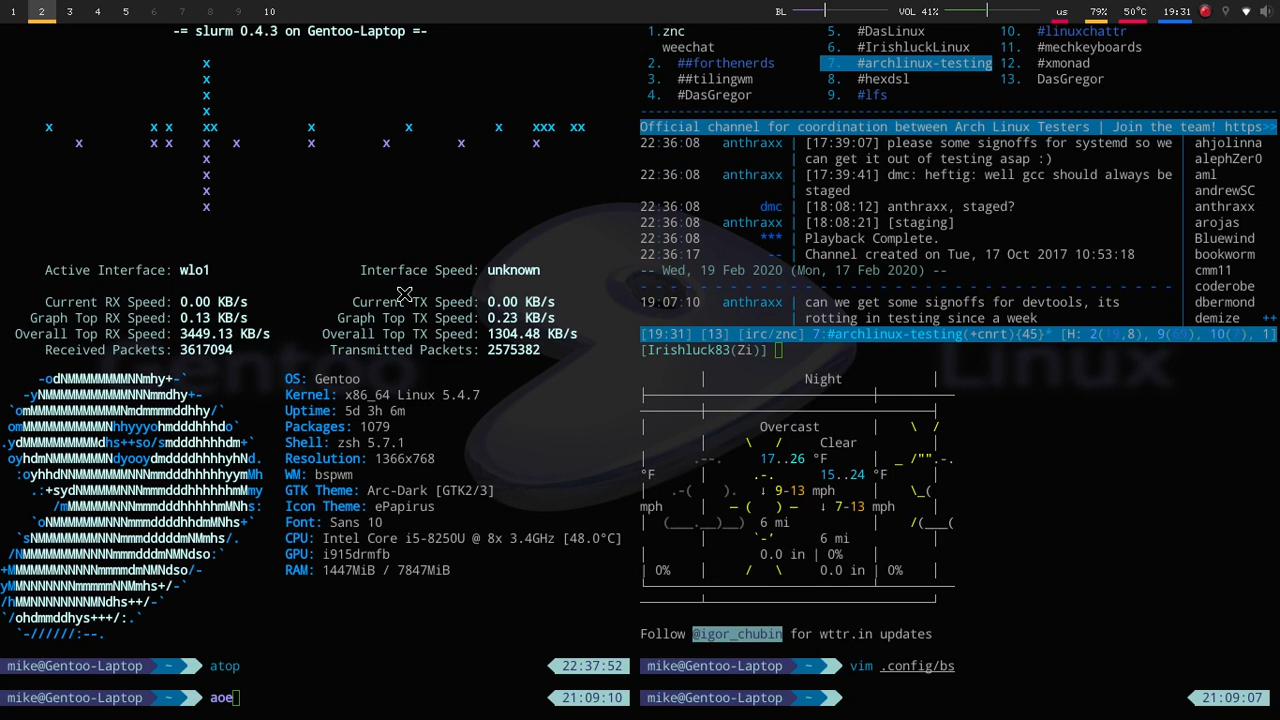 1 2 3 4 5 6 7 8 9 10 BL VOL 41% us 79% 50°C 19:31
-= slurm 0.4.3 on Gentoo-Laptop =-
Active Interface: wlo1 Interface Speed: unknown
Current RX Speed: 0.00 KB/s Current TX Speed: 0.00 KB/s
Graph Top RX Speed: 0.13 KB/s Graph Top TX Speed: 0.23 KB/s
Overall RX Speed: 3449.13 KB/s Overall Top TX Speed: 1304.48 KB/s
Received Packets: 3617094 Transmitted Packets: 2575382
OS: Gentoo
Kernel: x86_64 Linux 5.4.7
Uptime: 5d 3h 6m
Packages: 1079
Shell: zsh 5.7.1
Resolution: 1366x768
WM: bspwm
GTK Theme: Arc-Dark [GTK2/3]
Icon Theme: ePapirus
Font: Sans 10
CPU: Intel Core i5-8250U @ 8x 3.4GHz [48.0°C]
GPU: i915drmfb
RAM: 1447MiB / 7847MiB
mike@Gentoo-Laptop ~ atop 22:37:52
mike@Gentoo-Laptop ~ aoe 21:09:10
1.znc 5. #DasLinux 10. #linuxchattr
weechat 6. #IrishluckLinux 11. #mechkeyboards
2. ##forthenerds 7. #archlinux-testing 12. #xmonad
3. ##tilingwm 8. #hexdsl 13. DasGregor
4. #DasGregor 9. #lfs
Official channel for coordination between Arch Linux Testers | Join the team! https>>
22:36:08 anthraxx | [17:39:07] please some signoffs for systemd so we ahjolinna
| can get it out of testing asap :) alephZer0
22:36:08 anthraxx | [17:39:41] dmc: heftig: well gcc should always be aml
| staged andrewSC
22:36:08 dmc | [18:08:12] anthraxx, staged? anthraxx
22:36:08 anthraxx | [18:08:21] [staging] arojas
22:36:08 *** | Playback Complete. Bluewind
22:36:17 -- | Channel created on Tue, 17 Oct 2017 10:53:18 bookworm
-- Wed, 19 Feb 2020 (Mon, 17 Feb 2020) -- cmm11
coderobe
19:07:10 anthraxx | can we get some signoffs for devtools, its dbermond
| rotting in testing since a week demize ++
[19:31] [13] [irc/znc] 7:#archlinux-testing(+cnrt){45}* [H: 2(19,8), 9(69), 10(7), 1]
[Irishluck83(Zi)]
Night
Overcast
Clear
17..26 °F
°F 15..24 °F
↓ 9-13 mph
mph ↓ 7-13 mph
6 mi
6 mi
0.0 in | 0%
| 0% 0.0 in | 0%
Follow @igor_chubin for wttr.in updates
mike@Gentoo-Laptop ~ vim .config/bs
mike@Gentoo-Laptop ~ 21:09:07